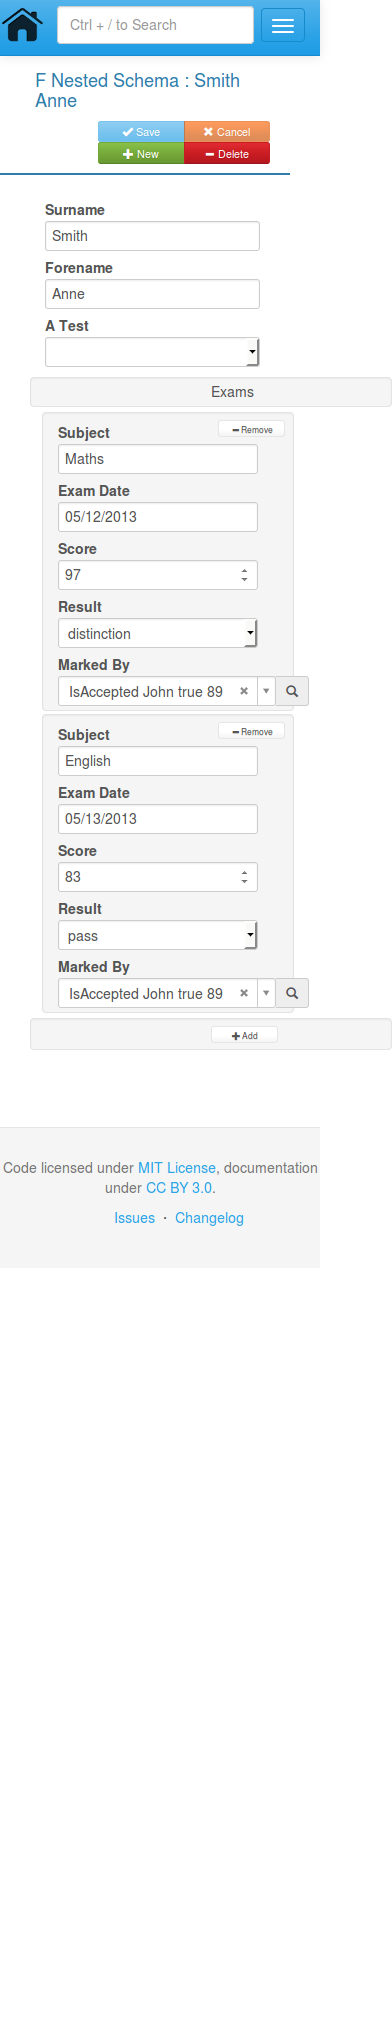 Ctrl + / to Search
F Nested Schema : Smith
Anne
Save Cancel
New Delete
Surname
Smith
Forename
Anne
A Test
Exams
Subject Remove
Maths
Exam Date
05/12/2013
Score
97
Result
distinction
Marked By
IsAccepted John true 89
Subject Remove
English
Exam Date
05/13/2013
Score
83
Result
pass
Marked By
IsAccepted John true 89
Add
Code licensed under MIT License, documentation
under CC BY 3.0.
Issues · Changelog